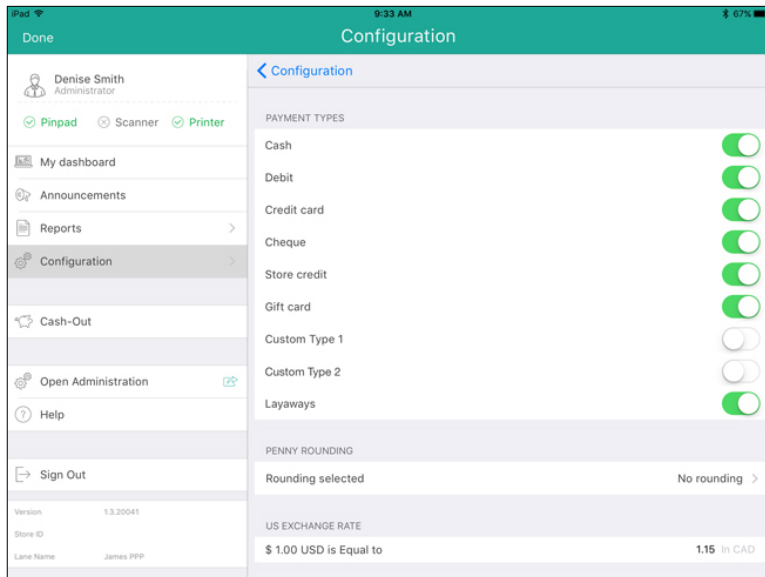 iPad 9:33 AM 67%
Done Configuration
Denise Smith
Administrator
Pinpad Scanner Printer
My dashboard
Announcements
Reports
Configuration
Cash-Out
Open Administration
Help
Sign Out
Version 1.3.20041
Store ID
Lane Name James PPP
Configuration
PAYMENT TYPES
Cash
Debit
Credit card
Cheque
Store credit
Gift card
Custom Type 1
Custom Type 2
Layaways
PENNY ROUNDING
Rounding selected No rounding
US EXCHANGE RATE
$ 1.00 USD is Equal to 1.15 In CAD